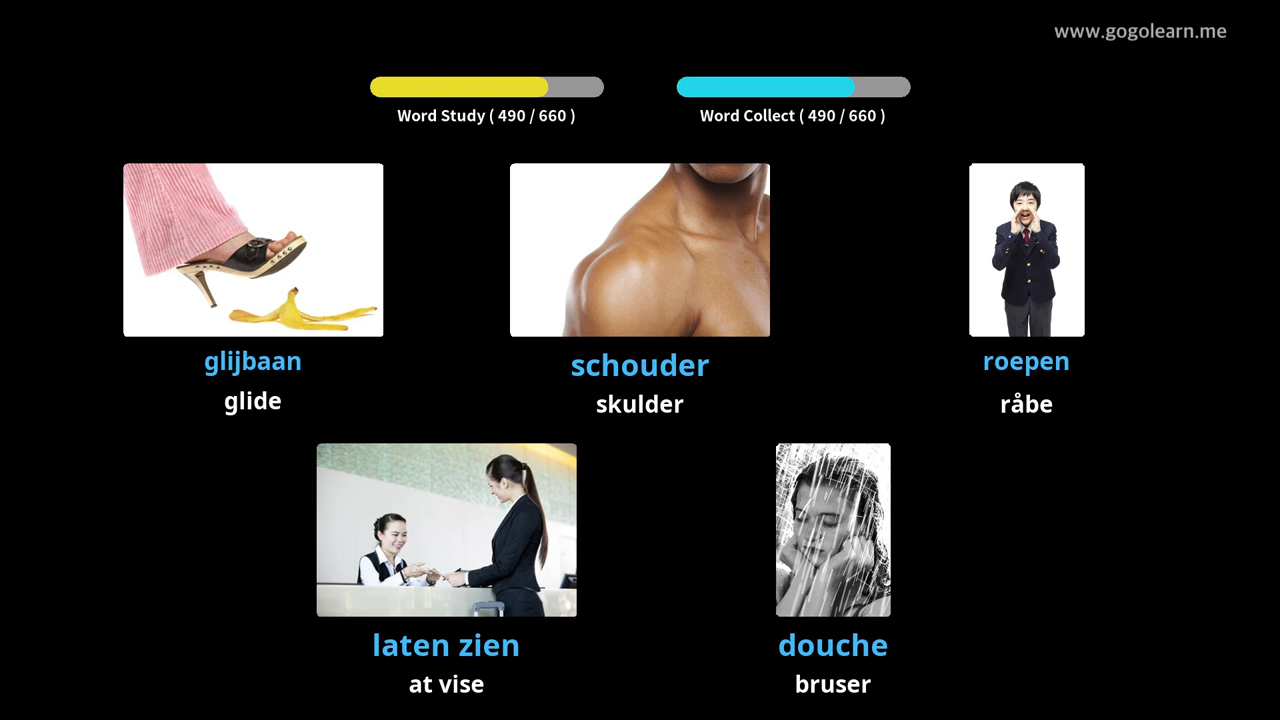 www.gogolearn.me
Word Study ( 490 / 660 )
Word Collect ( 490 / 660 )
glijbaan
glide
schouder
skulder
roepen
råbe
laten zien
at vise
douche
bruser